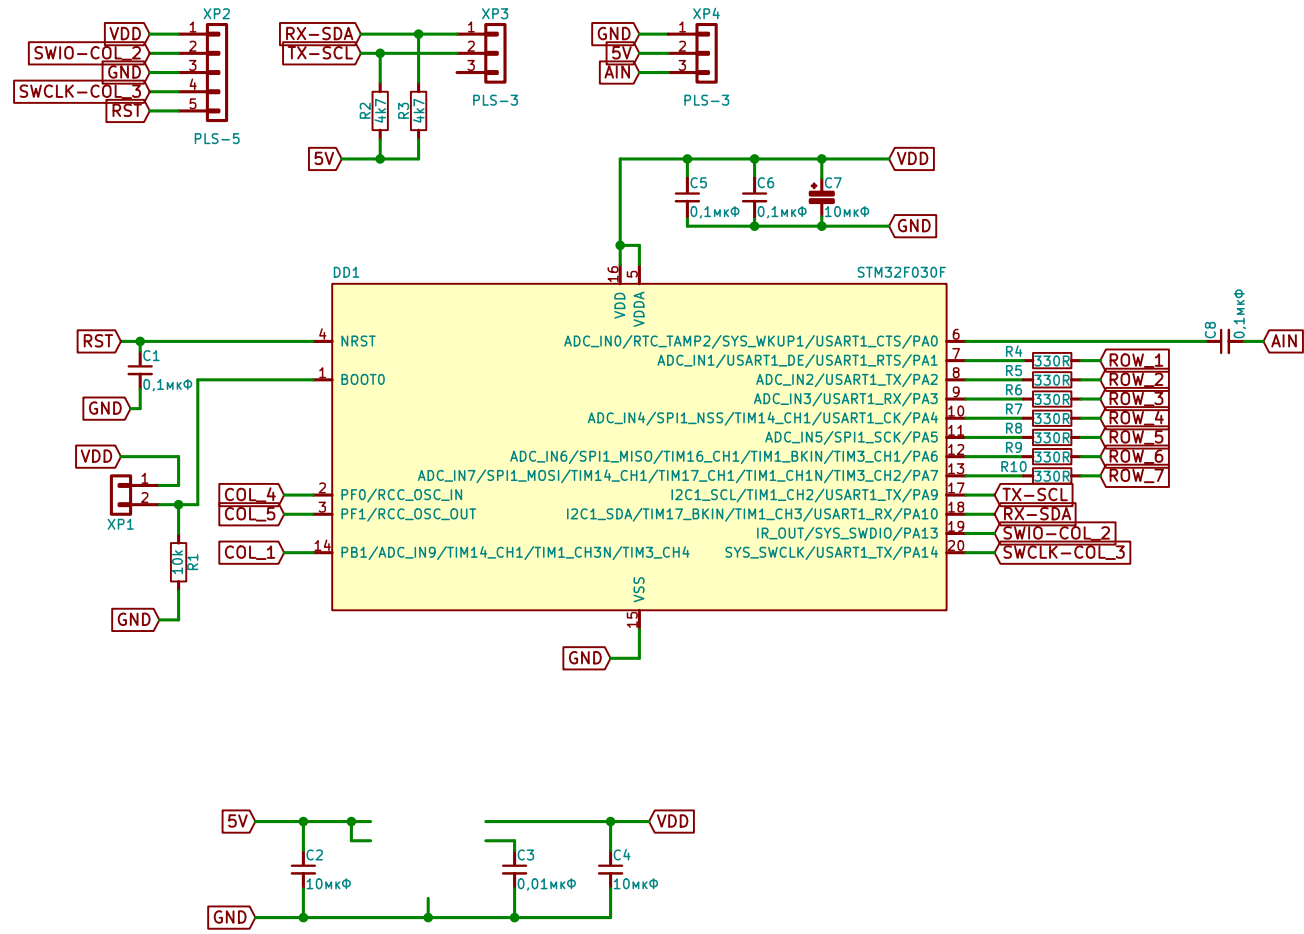 XP2
VDD 1
SWIO-COL_2 2
GND 3
SWCLK-COL_3 4
RST 5
PLS-5
XP3
RX-SDA 1
TX-SCL 2
3
PLS-3
R2 4k7
R3 4k7
5V
XP4
GND 1
5V 2
AIN 3
PLS-3
VDD
C5 0,1мкФ
C6 0,1мкФ
C7 10мкФ
GND
DD1
STM32F030F
16 VDD
5 VDDA
RST
4 NRST
C1
0,1мкФ
GND
1 BOOT0
VDD
1
2
XP1
10k R1
GND
COL_4 2 PF0/RCC_OSC_IN
COL_5 3 PF1/RCC_OSC_OUT
COL_1 14 PB1/ADC_IN9/TIM14_CH1/TIM1_CH3N/TIM3_CH4
ADC_IN0/RTC_TAMP2/SYS_WKUP1/USART1_CTS/PA0 6 C8 0,1мкФ AIN
ADC_IN1/USART1_DE/USART1_RTS/PA1 7 R4 330R ROW_1
ADC_IN2/USART1_TX/PA2 8 R5 330R ROW_2
ADC_IN3/USART1_RX/PA3 9 R6 330R ROW_3
ADC_IN4/SPI1_NSS/TIM14_CH1/USART1_CK/PA4 10 R7 330R ROW_4
ADC_IN5/SPI1_SCK/PA5 11 R8 330R ROW_5
ADC_IN6/SPI1_MISO/TIM16_CH1/TIM1_BKIN/TIM3_CH1/PA6 12 R9 330R ROW_6
ADC_IN7/SPI1_MOSI/TIM14_CH1/TIM17_CH1/TIM1_CH1N/TIM3_CH2/PA7 13 R10 330R ROW_7
I2C1_SCL/TIM1_CH2/USART1_TX/PA9 17 TX-SCL
I2C1_SDA/TIM17_BKIN/TIM1_CH3/USART1_RX/PA10 18 RX-SDA
IR_OUT/SYS_SWDIO/PA13 19 SWIO-COL_2
SYS_SWCLK/USART1_TX/PA14 20 SWCLK-COL_3
VSS 15
GND
5V
VDD
C2 10мкФ
C3 0,01мкФ
C4 10мкФ
GND